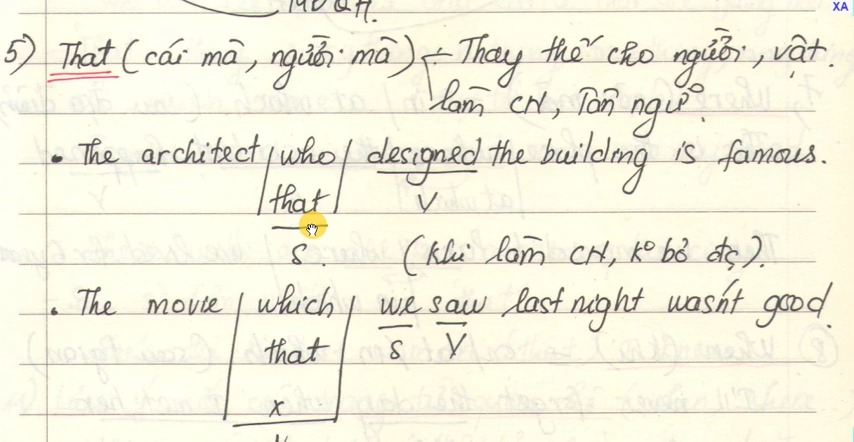 XA
MĐQH.
5) That (cái mà, người mà) ÷ Thay thế cho người, vật.
làm CN, Tân ngữ.
• The architect | who | designed the building is famous.
that V
S. (Khi làm CN, k° bỏ đc).
• The movie | which | we saw last night wasn't good.
that S V
x